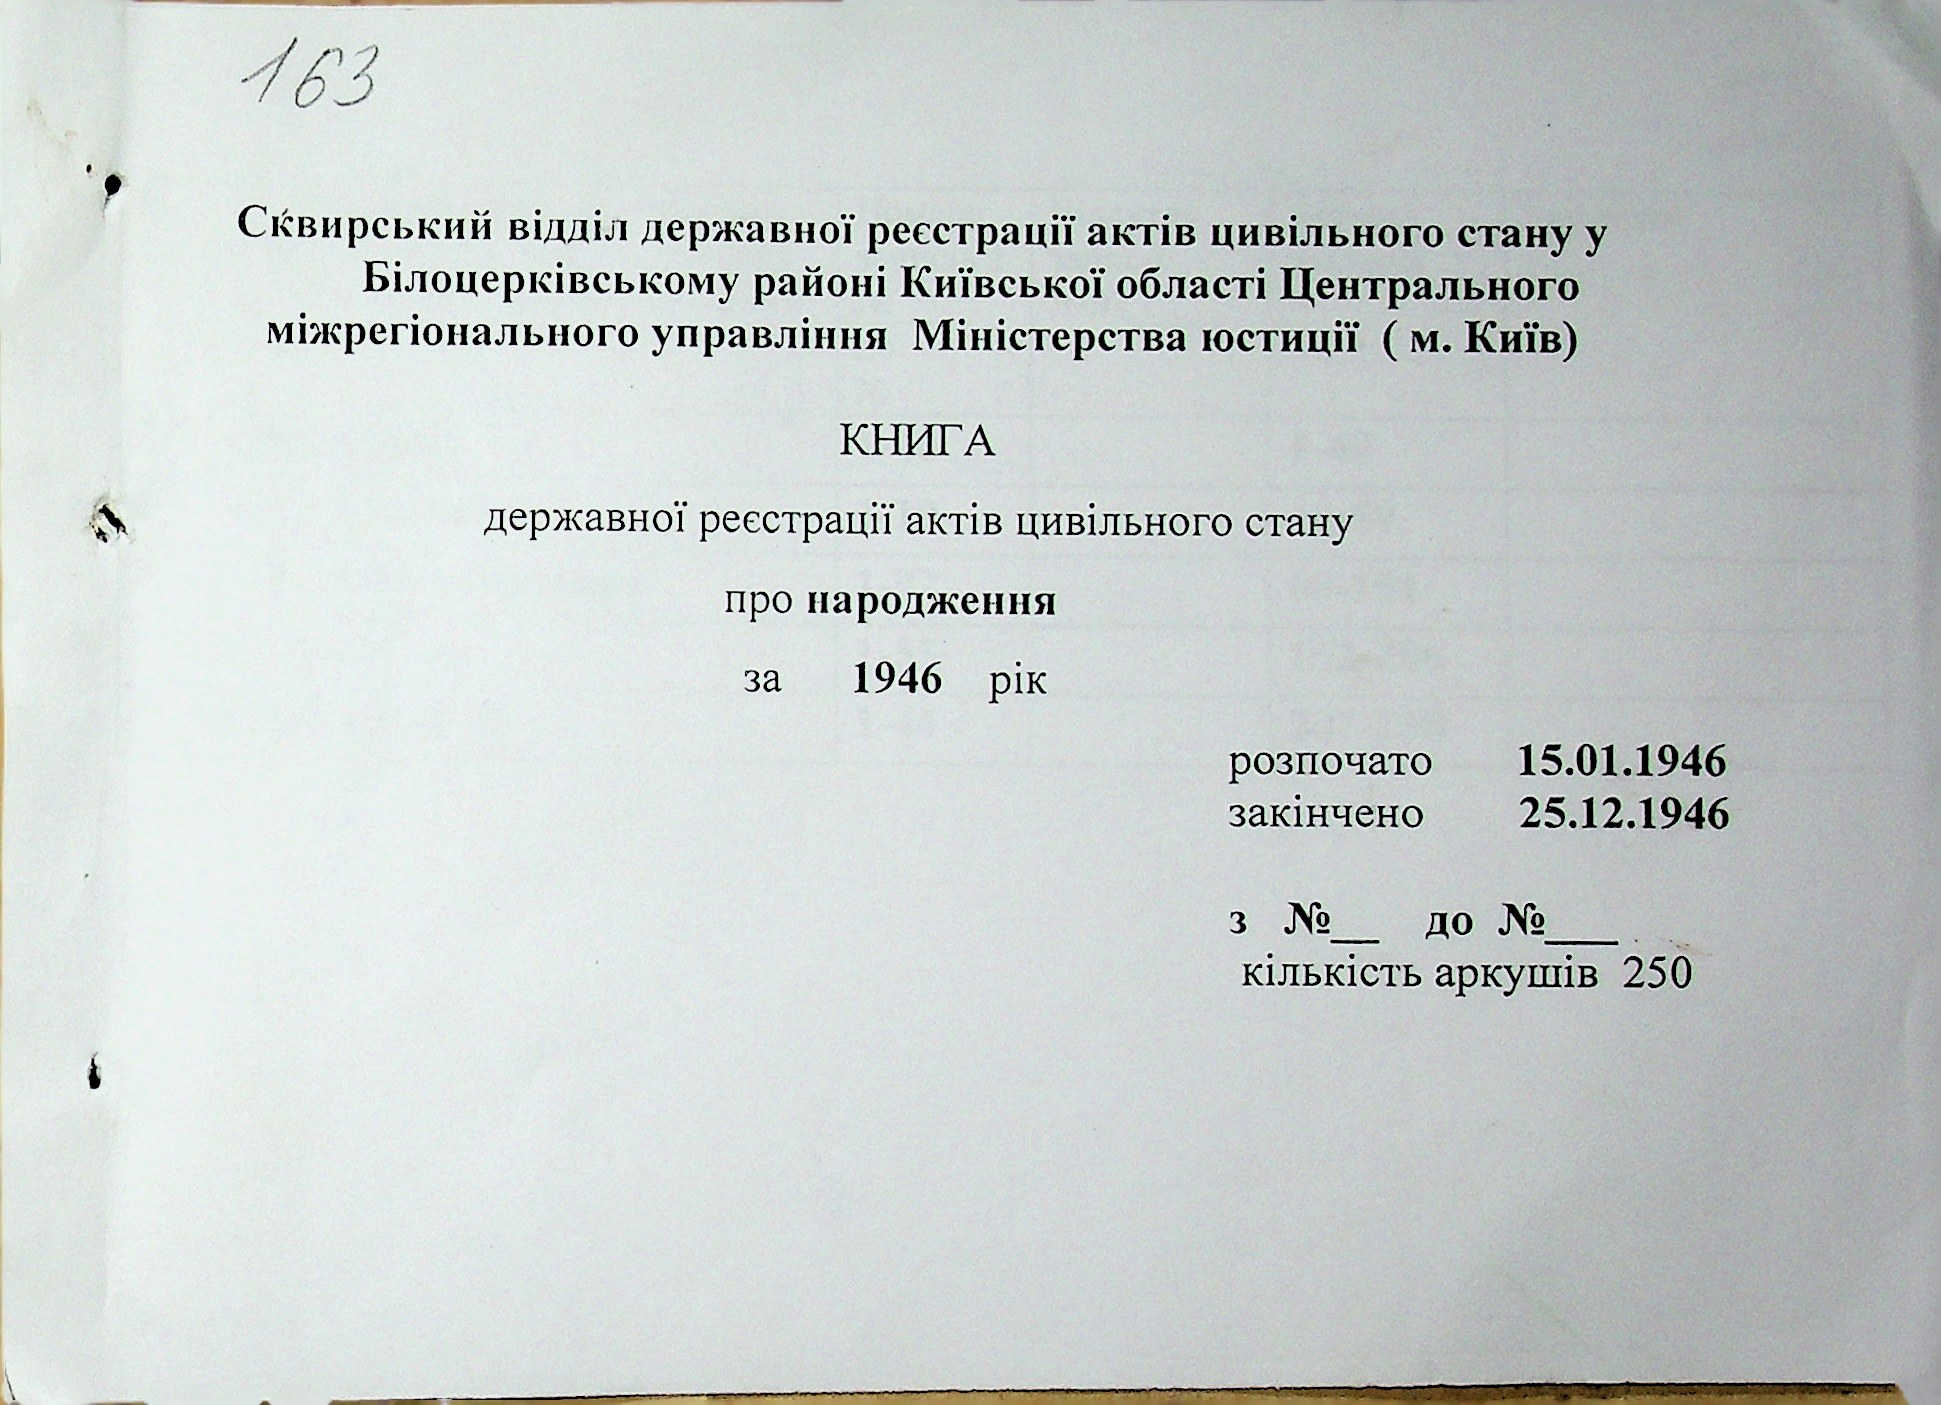 163
Сквирський відділ державної реєстрації актів цивільного стану у
Білоцерківському районі Київської області Центрального
міжрегіонального управління Міністерства юстиції ( м. Київ)
КНИГА
державної реєстрації актів цивільного стану
про народження
за 1946 рік
розпочато 15.01.1946
закінчено 25.12.1946
з №__ до №___
кількість аркушів 250